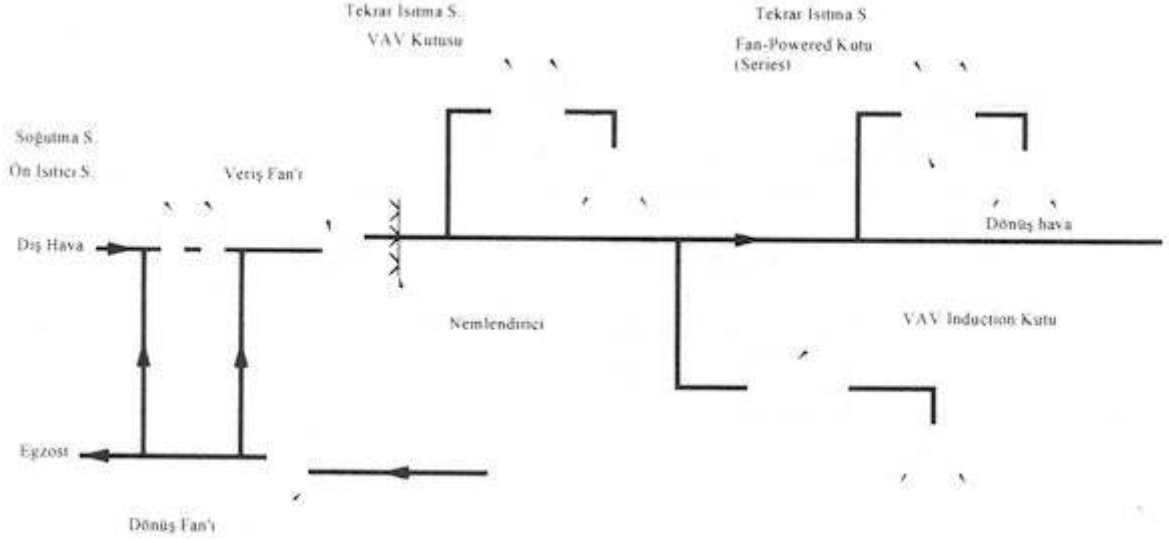 Tekrar Isıtma S.
VAV Kutusu
Tekrar Isıtma S
Fan-Powered Kutu
(Series)
Soğutma S.
Ön Isıtıcı S.
Veriş Fan'ı
Dış Hava
Dönüş hava
Nemlendirici
VAV Induction Kutu
Egzost
Dönüş Fan'ı